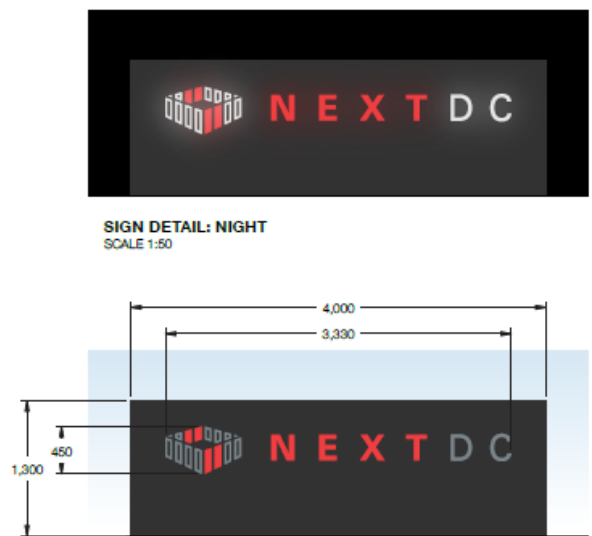 NEXTDC
SIGN DETAIL: NIGHT
SCALE 1:50
4,000
3,330
450
1,300
NEXTDC